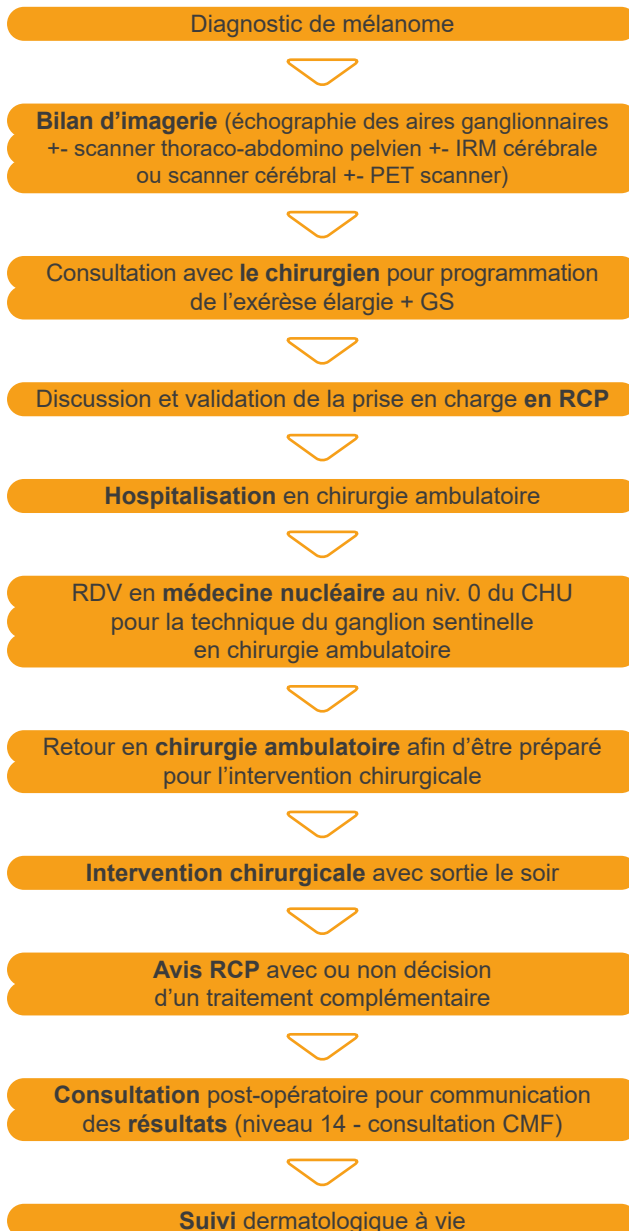 Diagnostic de mélanome
Bilan d’imagerie (échographie des aires ganglionnaires
+- scanner thoraco-abdomino pelvien +- IRM cérébrale
ou scanner cérébral +- PET scanner)
Consultation avec le chirurgien pour programmation
de l’exérèse élargie + GS
Discussion et validation de la prise en charge en RCP
Hospitalisation en chirurgie ambulatoire
RDV en médecine nucléaire au niv. 0 du CHU
pour la technique du ganglion sentinelle
en chirurgie ambulatoire
Retour en chirurgie ambulatoire afin d’être préparé
pour l’intervention chirurgicale
Intervention chirurgicale avec sortie le soir
Avis RCP avec ou non décision
d’un traitement complémentaire
Consultation post-opératoire pour communication
des résultats (niveau 14 - consultation CMF)
Suivi dermatologique à vie